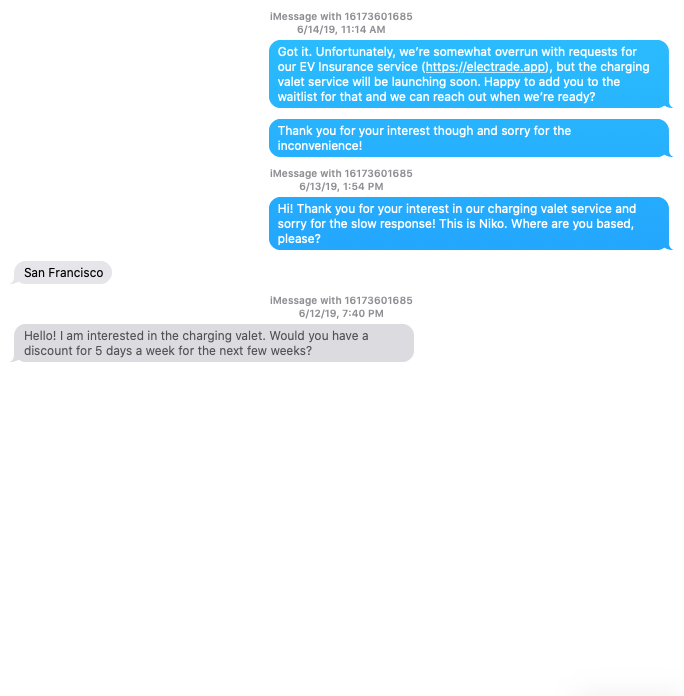 iMessage with 16173601685
6/14/19, 11:14 AM
Got it. Unfortunately, we’re somewhat overrun with requests for
our EV Insurance service (https://electrade.app), but the charging
valet service will be launching soon. Happy to add you to the
waitlist for that and we can reach out when we’re ready?
Thank you for your interest though and sorry for the
inconvenience!
iMessage with 16173601685
6/13/19, 1:54 PM
Hi! Thank you for your interest in our charging valet service and
sorry for the slow response! This is Niko. Where are you based,
please?
San Francisco
iMessage with 16173601685
6/12/19, 7:40 PM
Hello! I am interested in the charging valet. Would you have a
discount for 5 days a week for the next few weeks?